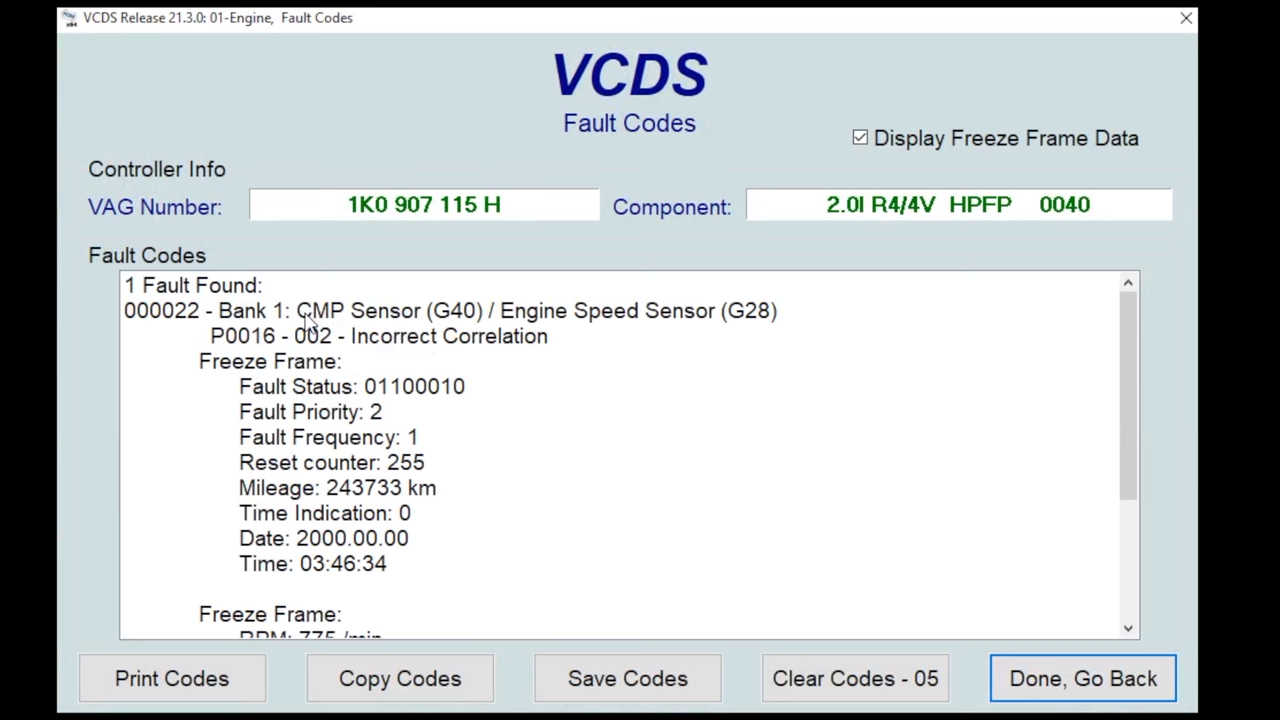 VCDS Release 21.3.0: 01-Engine, Fault Codes
VCDS
Fault Codes
Display Freeze Frame Data
Controller Info
VAG Number: 1K0 907 115 H Component: 2.0l R4/4V HPFP 0040
Fault Codes
1 Fault Found:
000022 - Bank 1: CMP Sensor (G40) / Engine Speed Sensor (G28)
P0016 - 002 - Incorrect Correlation
Freeze Frame:
Fault Status: 01100010
Fault Priority: 2
Fault Frequency: 1
Reset counter: 255
Mileage: 243733 km
Time Indication: 0
Date: 2000.00.00
Time: 03:46:34
Freeze Frame:
RPM: 775 /min
Print Codes Copy Codes Save Codes Clear Codes - 05 Done, Go Back